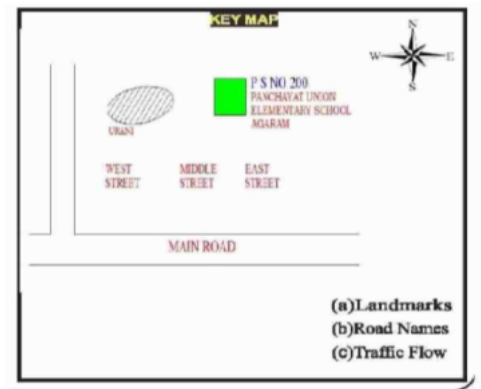 KEY MAP
N
W E
S
P S NO 200
PANCHAYAT UNION
ELEMENTARY SCHOOL
AGARAM
URANI
WEST STREET
MIDDLE STREET
EAST STREET
MAIN ROAD
(a)Landmarks
(b)Road Names
(c)Traffic Flow